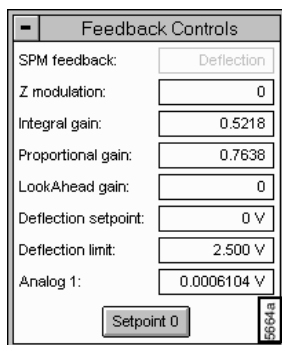 Feedback Controls
SPM feedback: Deflection
Z modulation: 0
Integral gain: 0.5218
Proportional gain: 0.7638
LookAhead gain: 0
Deflection setpoint: 0 V
Deflection limit: 2.500 V
Analog 1: 0.0006104 V
Setpoint 0
5664a